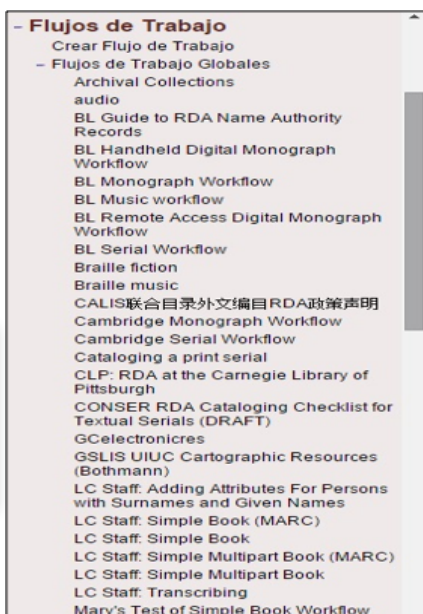 – Flujos de Trabajo
Crear Flujo de Trabajo
– Flujos de Trabajo Globales
Archival Collections
audio
BL Guide to RDA Name Authority
Records
BL Handheld Digital Monograph
Workflow
BL Monograph Workflow
BL Music workflow
BL Remote Access Digital Monograph
Workflow
BL Serial Workflow
Braille fiction
Braille music
CALIS联合目录外文编目RDA政策声明
Cambridge Monograph Workflow
Cambridge Serial Workflow
Cataloging a print serial
CLP: RDA at the Carnegie Library of
Pittsburgh
CONSER RDA Cataloging Checklist for
Textual Serials (DRAFT)
GCelectronicres
GSLIS UIUC Cartographic Resources
(Bothmann)
LC Staff: Adding Attributes For Persons
with Surnames and Given Names
LC Staff: Simple Book (MARC)
LC Staff: Simple Book
LC Staff: Simple Multipart Book (MARC)
LC Staff: Simple Multipart Book
LC Staff: Transcribing
Mary's Test of Simple Book Workflow